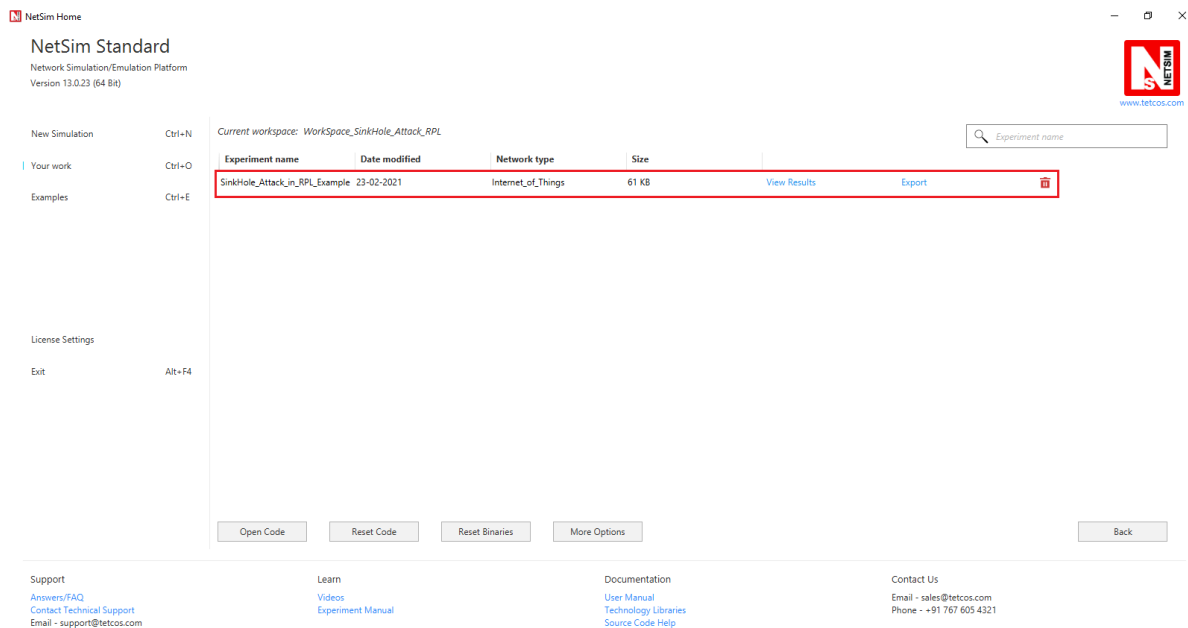 NetSim Home
NetSim Standard
Network Simulation/Emulation Platform
Version 13.0.23 (64 Bit)
NETSIM
www.tetcos.com
New Simulation Ctrl+N
Your work Ctrl+O
Examples Ctrl+E
License Settings
Exit Alt+F4
Current workspace: WorkSpace_SinkHole_Attack_RPL
Experiment name
Experiment name Date modified Network type Size
SinkHole_Attack_in_RPL_Example 23-02-2021 Internet_of_Things 61 KB View Results Export
Open Code Reset Code Reset Binaries More Options Back
Support
Answers/FAQ
Contact Technical Support
Email - support@tetcos.com
Learn
Videos
Experiment Manual
Documentation
User Manual
Technology Libraries
Source Code Help
Contact Us
Email - sales@tetcos.com
Phone - +91 767 605 4321